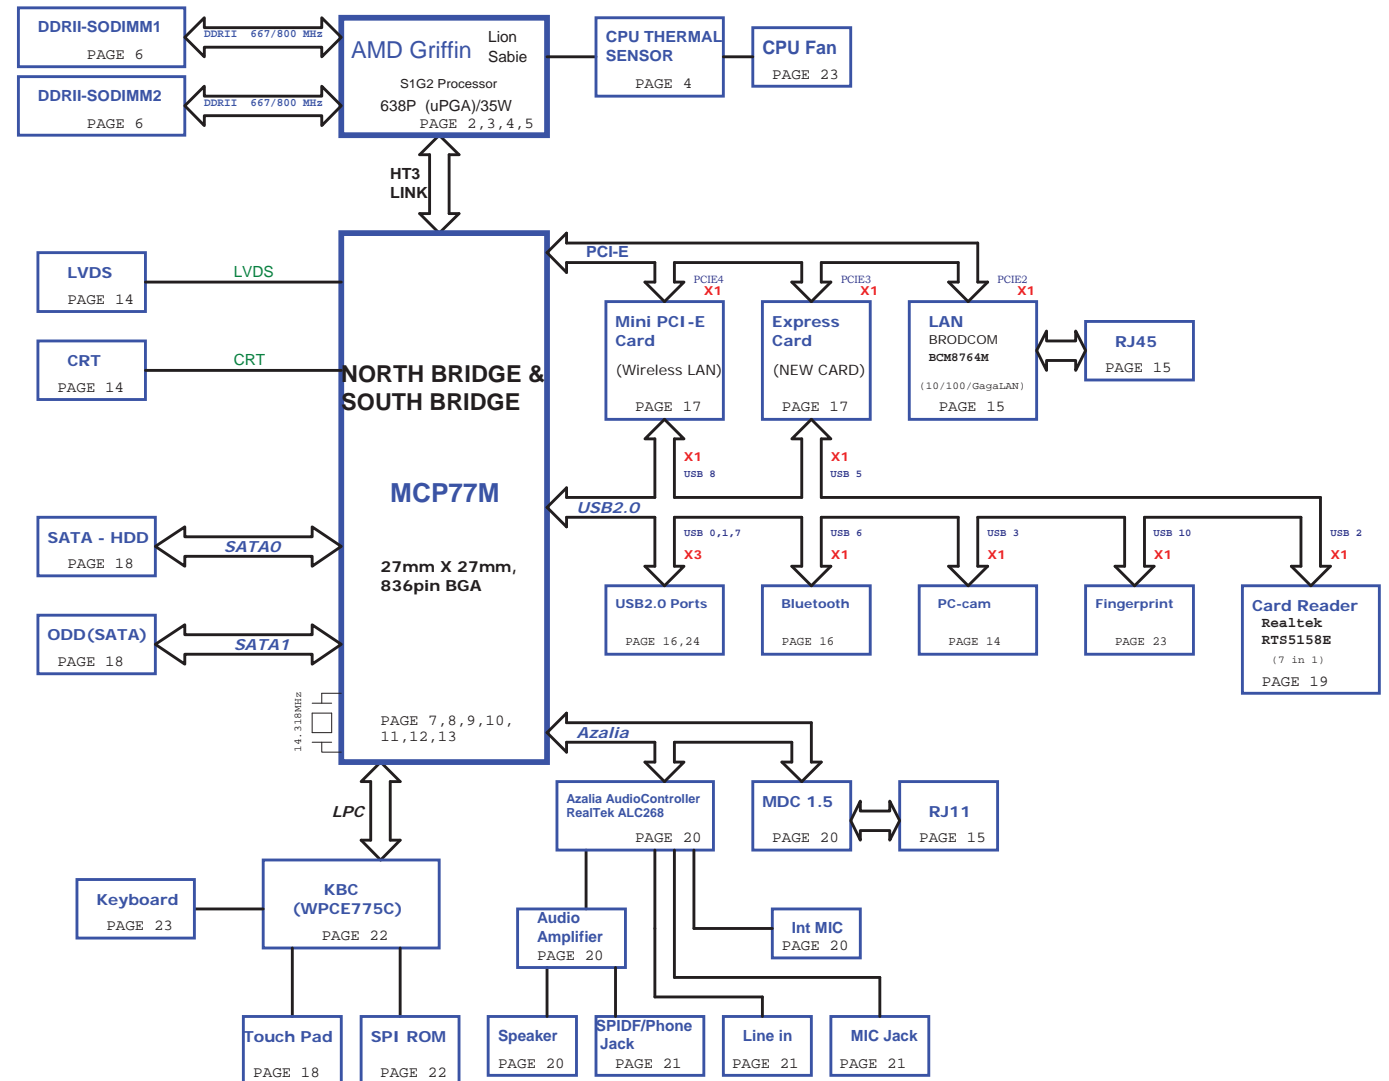 DDRII-SODIMM1
PAGE 6
DDRII 667/800 MHz
DDRII-SODIMM2
PAGE 6
DDRII 667/800 MHz
AMD Griffin
Lion
Sabie
S1G2 Processor
638P (uPGA)/35W
PAGE 2,3,4,5
CPU THERMAL
SENSOR
PAGE 4
CPU Fan
PAGE 23
HT3
LINK
LVDS
PAGE 14
LVDS
CRT
PAGE 14
CRT
NORTH BRIDGE &
SOUTH BRIDGE
MCP77M
27mm X 27mm,
836pin BGA
PAGE 7,8,9,10,
11,12,13
PCI-E
PCIE4
X1
PCIE3
X1
PCIE2
X1
Mini PCI-E
Card
(Wireless LAN)
PAGE 17
Express
Card
(NEW CARD)
PAGE 17
LAN
BRODCOM
BCM8764M
(10/100/GagaLAN)
PAGE 15
RJ45
PAGE 15
X1
USB 8
X1
USB 5
USB2.0
USB 0,1,7
X3
USB 6
X1
USB 3
X1
USB 10
X1
USB 2
X1
USB2.0 Ports
PAGE 16,24
Bluetooth
PAGE 16
PC-cam
PAGE 14
Fingerprint
PAGE 23
Card Reader
Realtek
RTS5158E
(7 in 1)
PAGE 19
SATA - HDD
PAGE 18
SATA0
ODD(SATA)
PAGE 18
SATA1
14.318MHz
Azalia
Azalia AudioController
RealTek ALC268
PAGE 20
MDC 1.5
PAGE 20
RJ11
PAGE 15
LPC
KBC
(WPCE775C)
PAGE 22
Keyboard
PAGE 23
Audio
Amplifier
PAGE 20
Int MIC
PAGE 20
Touch Pad
PAGE 18
SPI ROM
PAGE 22
Speaker
PAGE 20
SPIDF/Phone
Jack
PAGE 21
Line in
PAGE 21
MIC Jack
PAGE 21